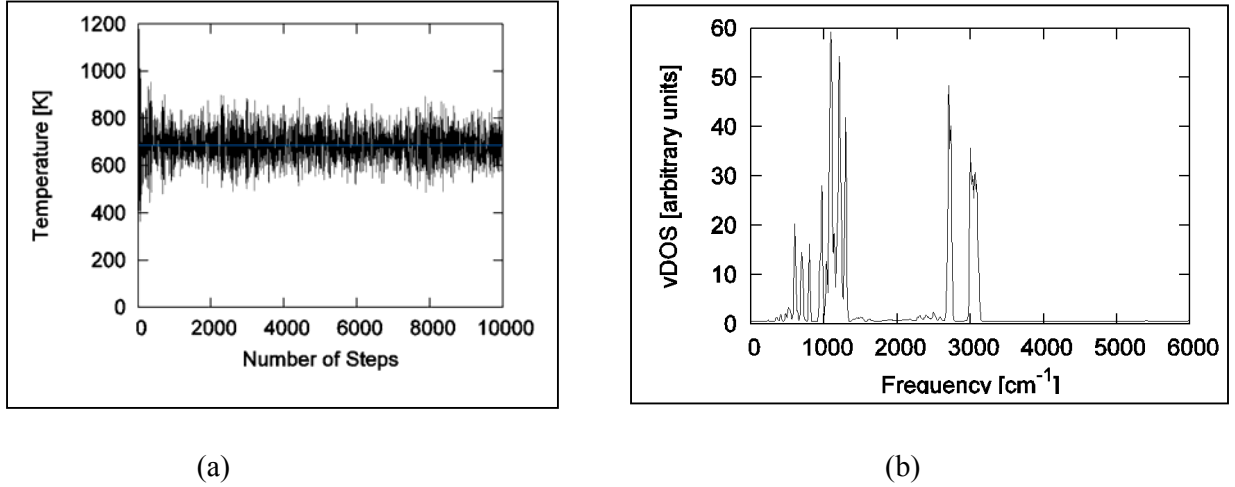 1200
1000
800
600
400
200
0
Temperature [K]
0 2000 4000 6000 8000 10000
Number of Steps
(a)
60
50
40
30
20
10
0
vDOS [arbitrary units]
0 1000 2000 3000 4000 5000 6000
Frequency [cm⁻¹]
(b)